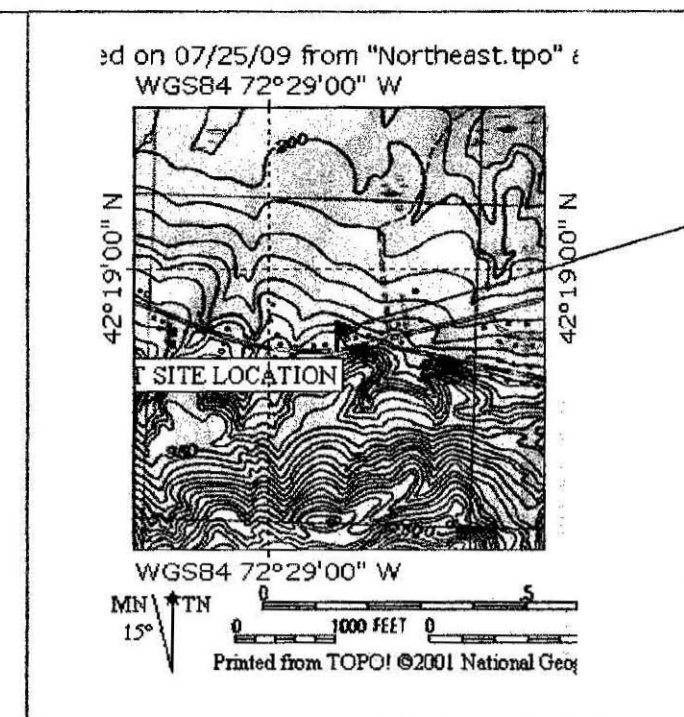 ed on 07/25/09 from "Northeast.tpo" a
WGS84 72°29'00" W
200
42°19'00" N
42°19'00" N
T SITE LOCATION
WGS84 72°29'00" W
MN TN
15°
0 .5
0 1000 FEET 0
Printed from TOPO! ©2001 National Geog